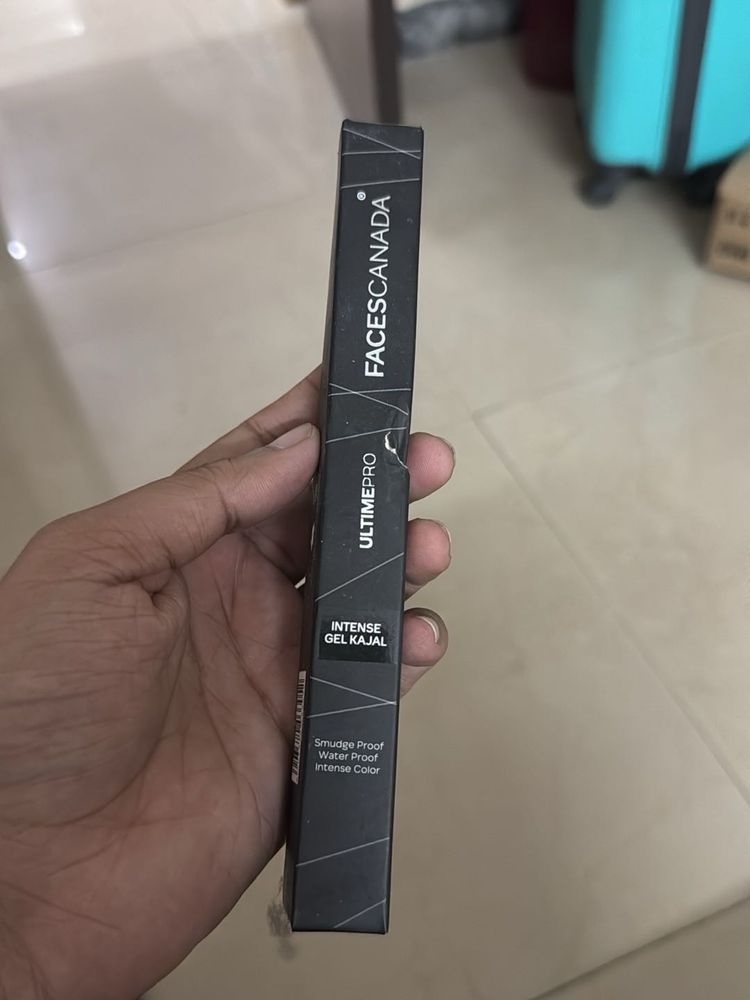 FACESCANADA®
ULTIMEPRO
INTENSE
GEL KAJAL
Smudge Proof
Water Proof
Intense Color